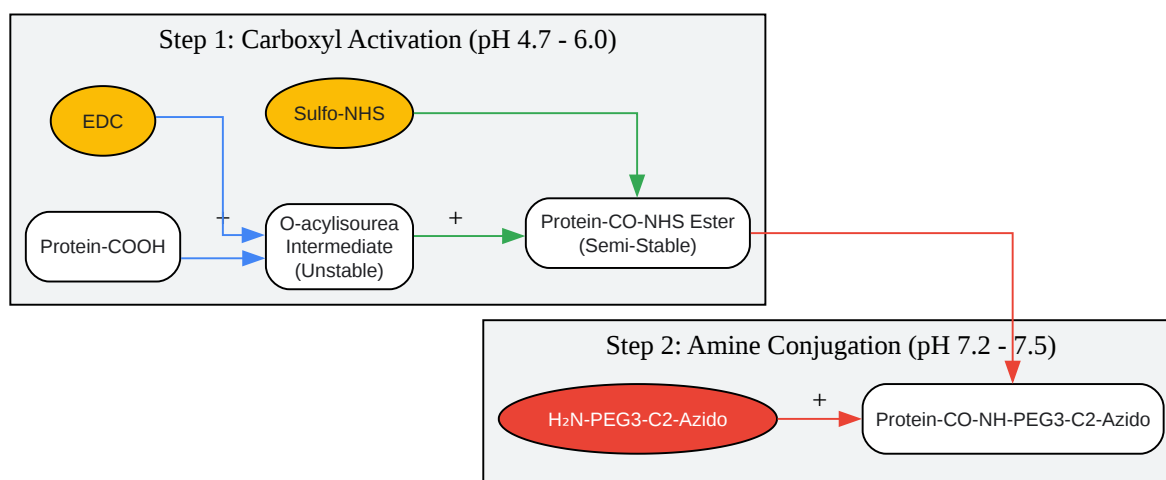 Step 1: Carboxyl Activation (pH 4.7 - 6.0)
EDC
Sulfo-NHS
+
+
Protein-COOH
O-acylisourea
Intermediate
(Unstable)
Protein-CO-NHS Ester
(Semi-Stable)
Step 2: Amine Conjugation (pH 7.2 - 7.5)
H₂N-PEG3-C2-Azido
+
Protein-CO-NH-PEG3-C2-Azido